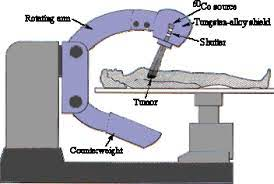 ⁶⁰Co source
Rotating arm
Tungsten-alloy shield
Shutter
Tumor
Counterweight